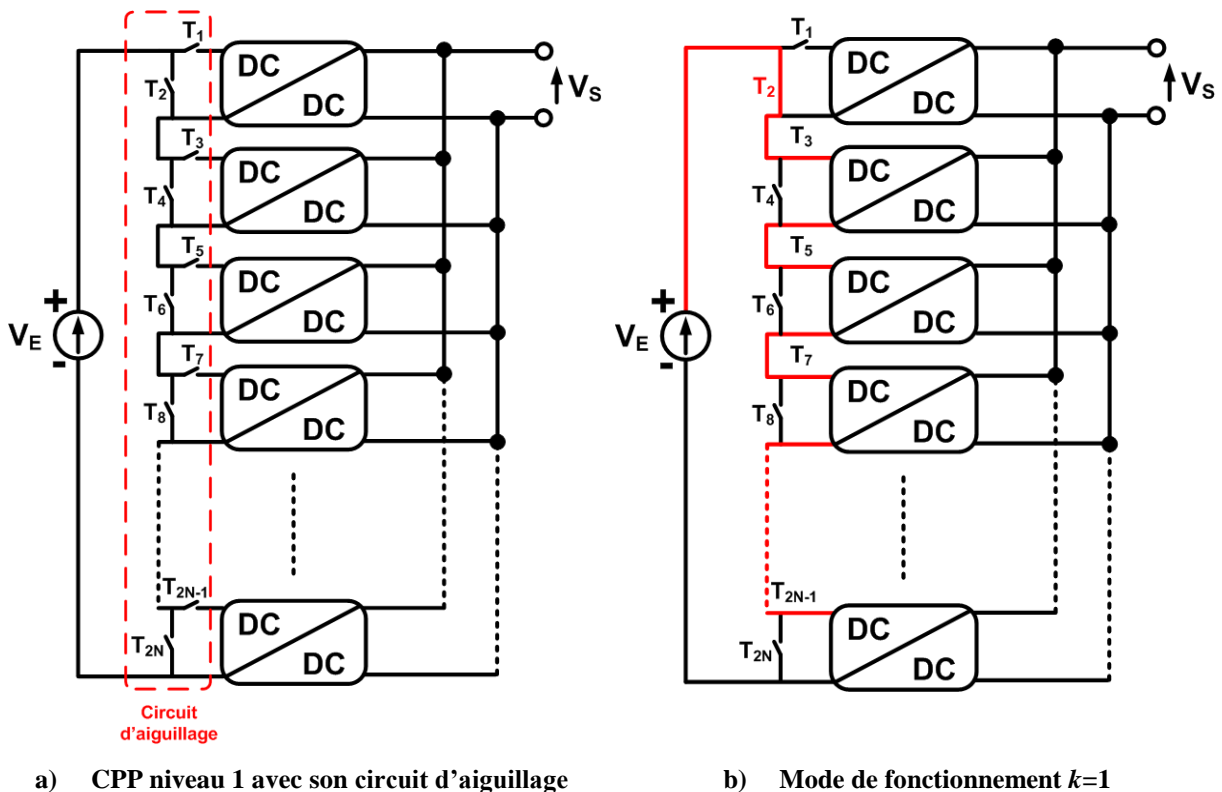 T1
DC
DC
T2
VS
T3
DC
DC
T4
T5
DC
DC
T6
+
VE
-
T7
DC
DC
T8
T2N-1
DC
DC
T2N
Circuit
d'aiguillage
a) CPP niveau 1 avec son circuit d'aiguillage
T1
DC
DC
T2
VS
T3
DC
DC
T4
T5
DC
DC
T6
+
VE
-
T7
DC
DC
T8
T2N-1
DC
DC
T2N
b) Mode de fonctionnement k=1